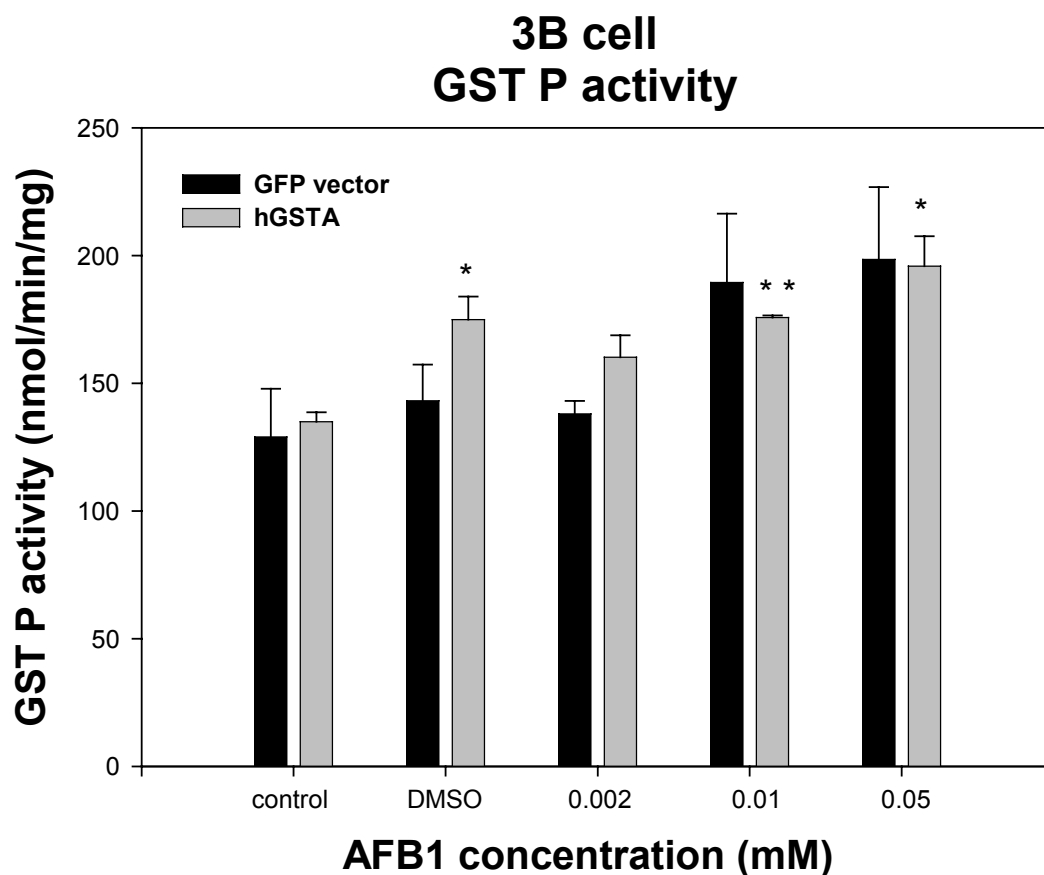 3B cell
GST P activity
GST P activity (nmol/min/mg)
250
200
150
100
50
0
GFP vector
hGSTA
*
* *
*
control DMSO 0.002 0.01 0.05
AFB1 concentration (mM)